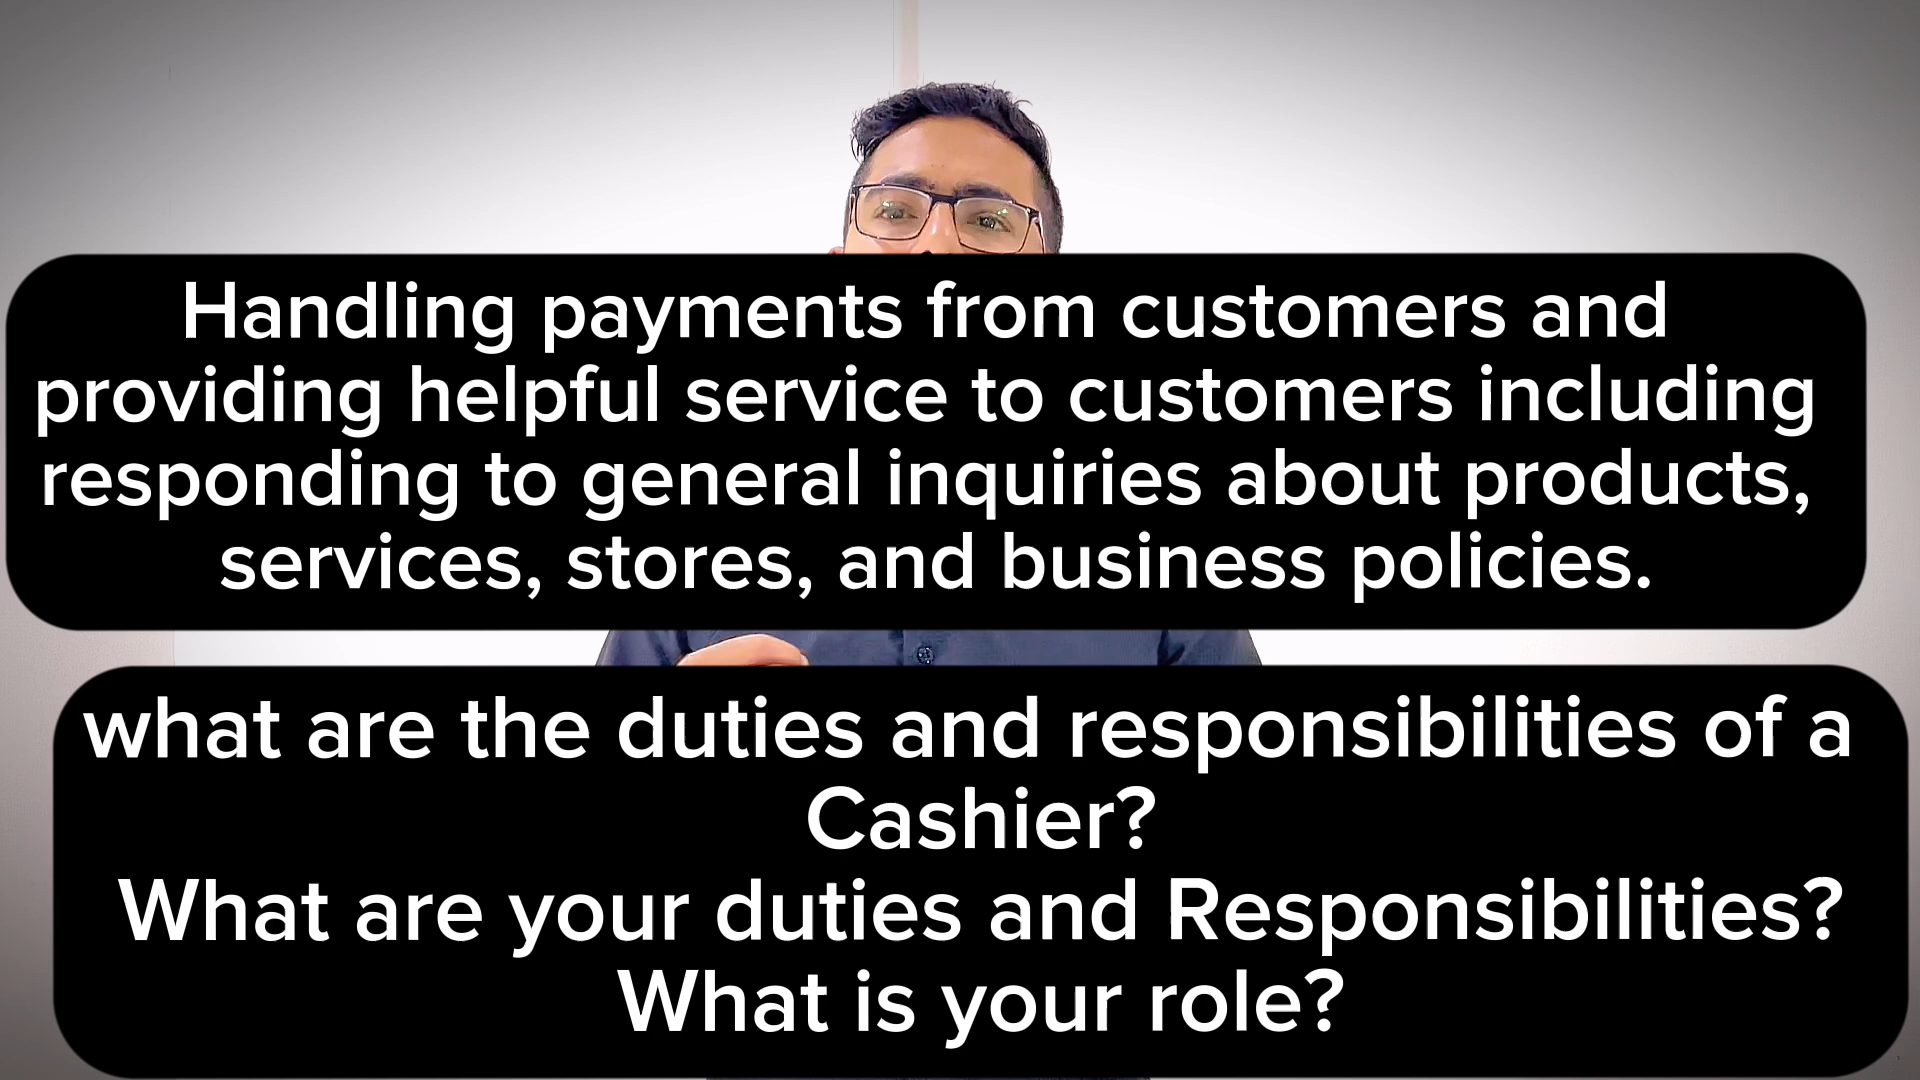 Handling payments from customers and
providing helpful service to customers including
responding to general inquiries about products,
services, stores, and business policies.
what are the duties and responsibilities of a
Cashier?
What are your duties and Responsibilities?
What is your role?